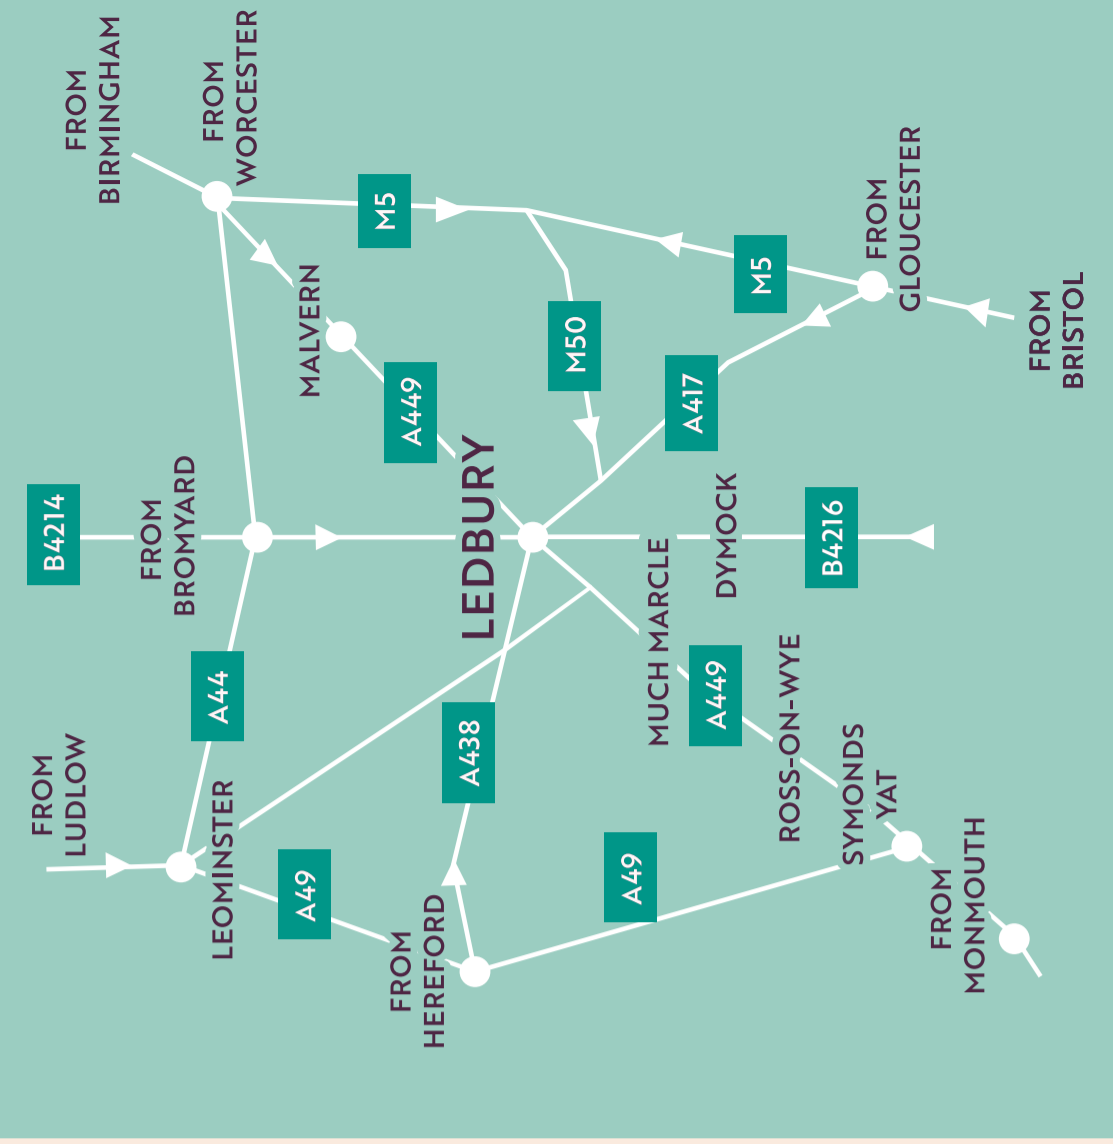 FROM
LUDLOW
B4214
FROM
BIRMINGHAM
FROM
BROMYARD
FROM
WORCESTER
A44
LEOMINSTER
A49
MALVERN
M5
FROM
HEREFORD
A449
A438
LEDBURY
M50
A49
MUCH MARCLE
A417
A449
DYMOCK
M5
ROSS-ON-WYE
B4216
SYMONDS
YAT
FROM
GLOUCESTER
FROM
MONMOUTH
FROM
BRISTOL